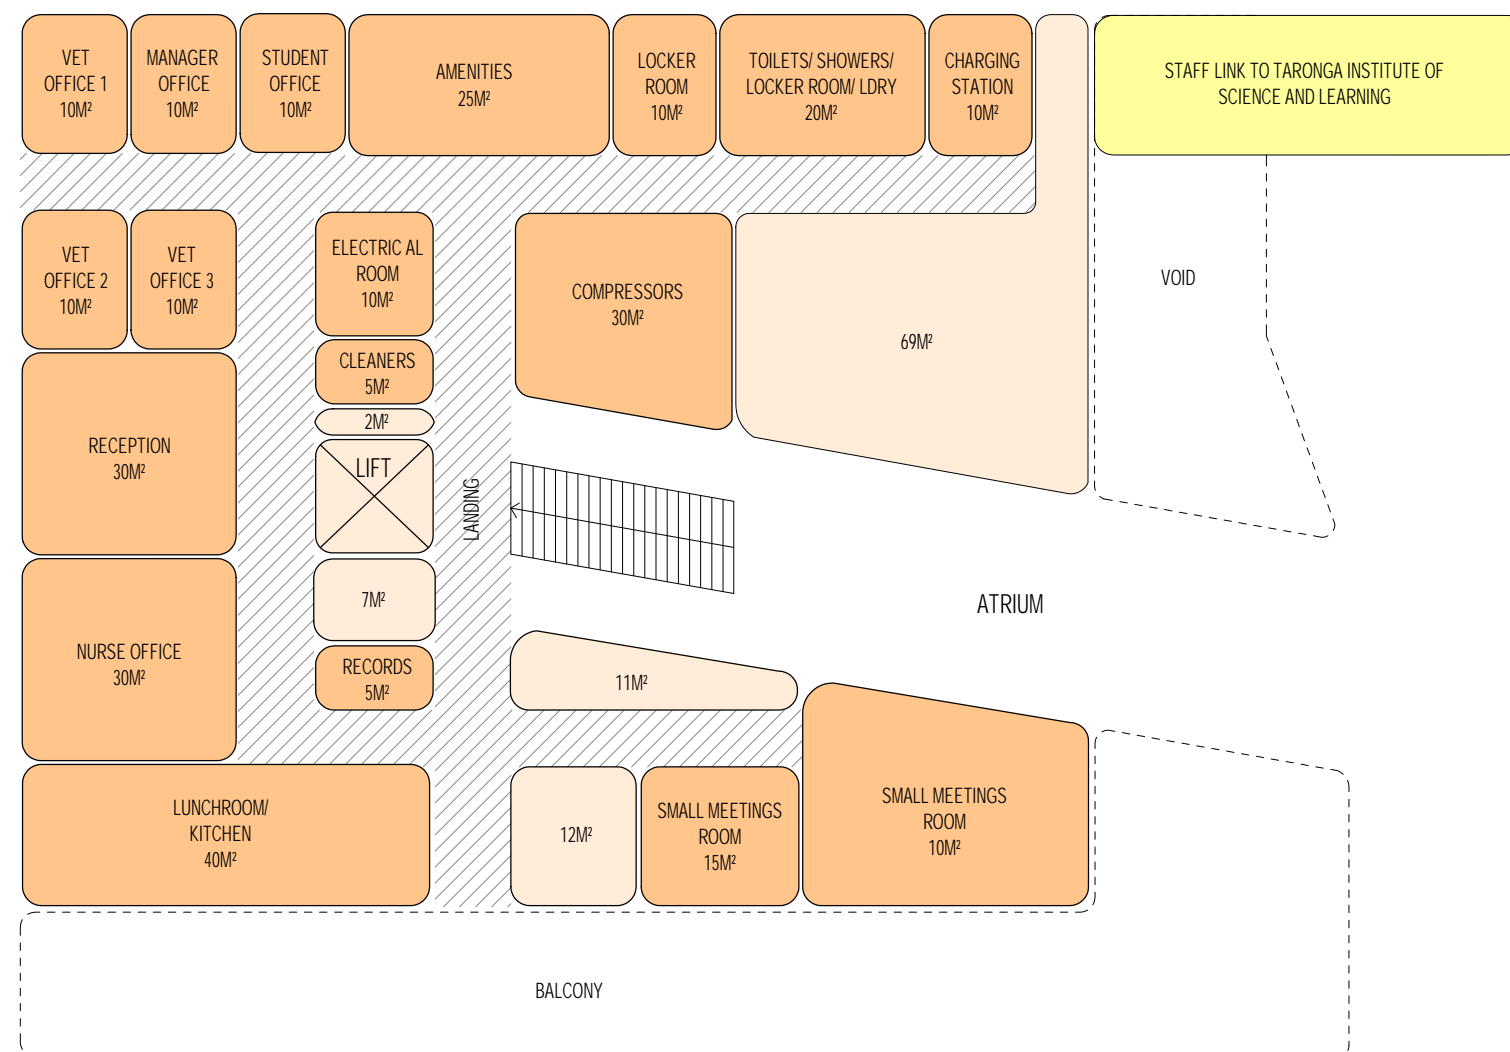 VET
OFFICE 1
10M²
MANAGER
OFFICE
10M²
STUDENT
OFFICE
10M²
AMENITIES
25M²
LOCKER
ROOM
10M²
TOILETS/ SHOWERS/
LOCKER ROOM/ LDRY
20M²
CHARGING
STATION
10M²
STAFF LINK TO TARONGA INSTITUTE OF
SCIENCE AND LEARNING
VET
OFFICE 2
10M²
VET
OFFICE 3
10M²
ELECTRIC AL
ROOM
10M²
COMPRESSORS
30M²
69M²
VOID
CLEANERS
5M²
2M²
RECEPTION
30M²
LIFT
LANDING
7M²
ATRIUM
NURSE OFFICE
30M²
RECORDS
5M²
11M²
LUNCHROOM/
KITCHEN
40M²
12M²
SMALL MEETINGS
ROOM
15M²
SMALL MEETINGS
ROOM
10M²
BALCONY